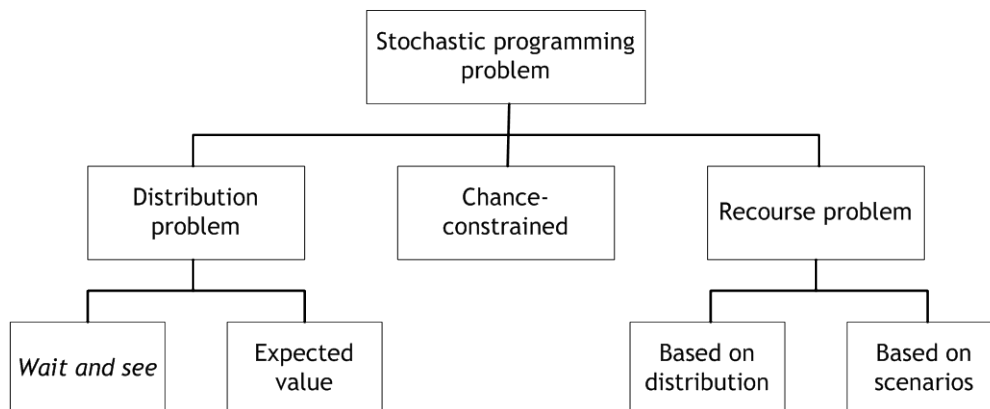 Stochastic programming
problem
Distribution
problem
Chance-
constrained
Recourse problem
Wait and see
Expected
value
Based on
distribution
Based on
scenarios